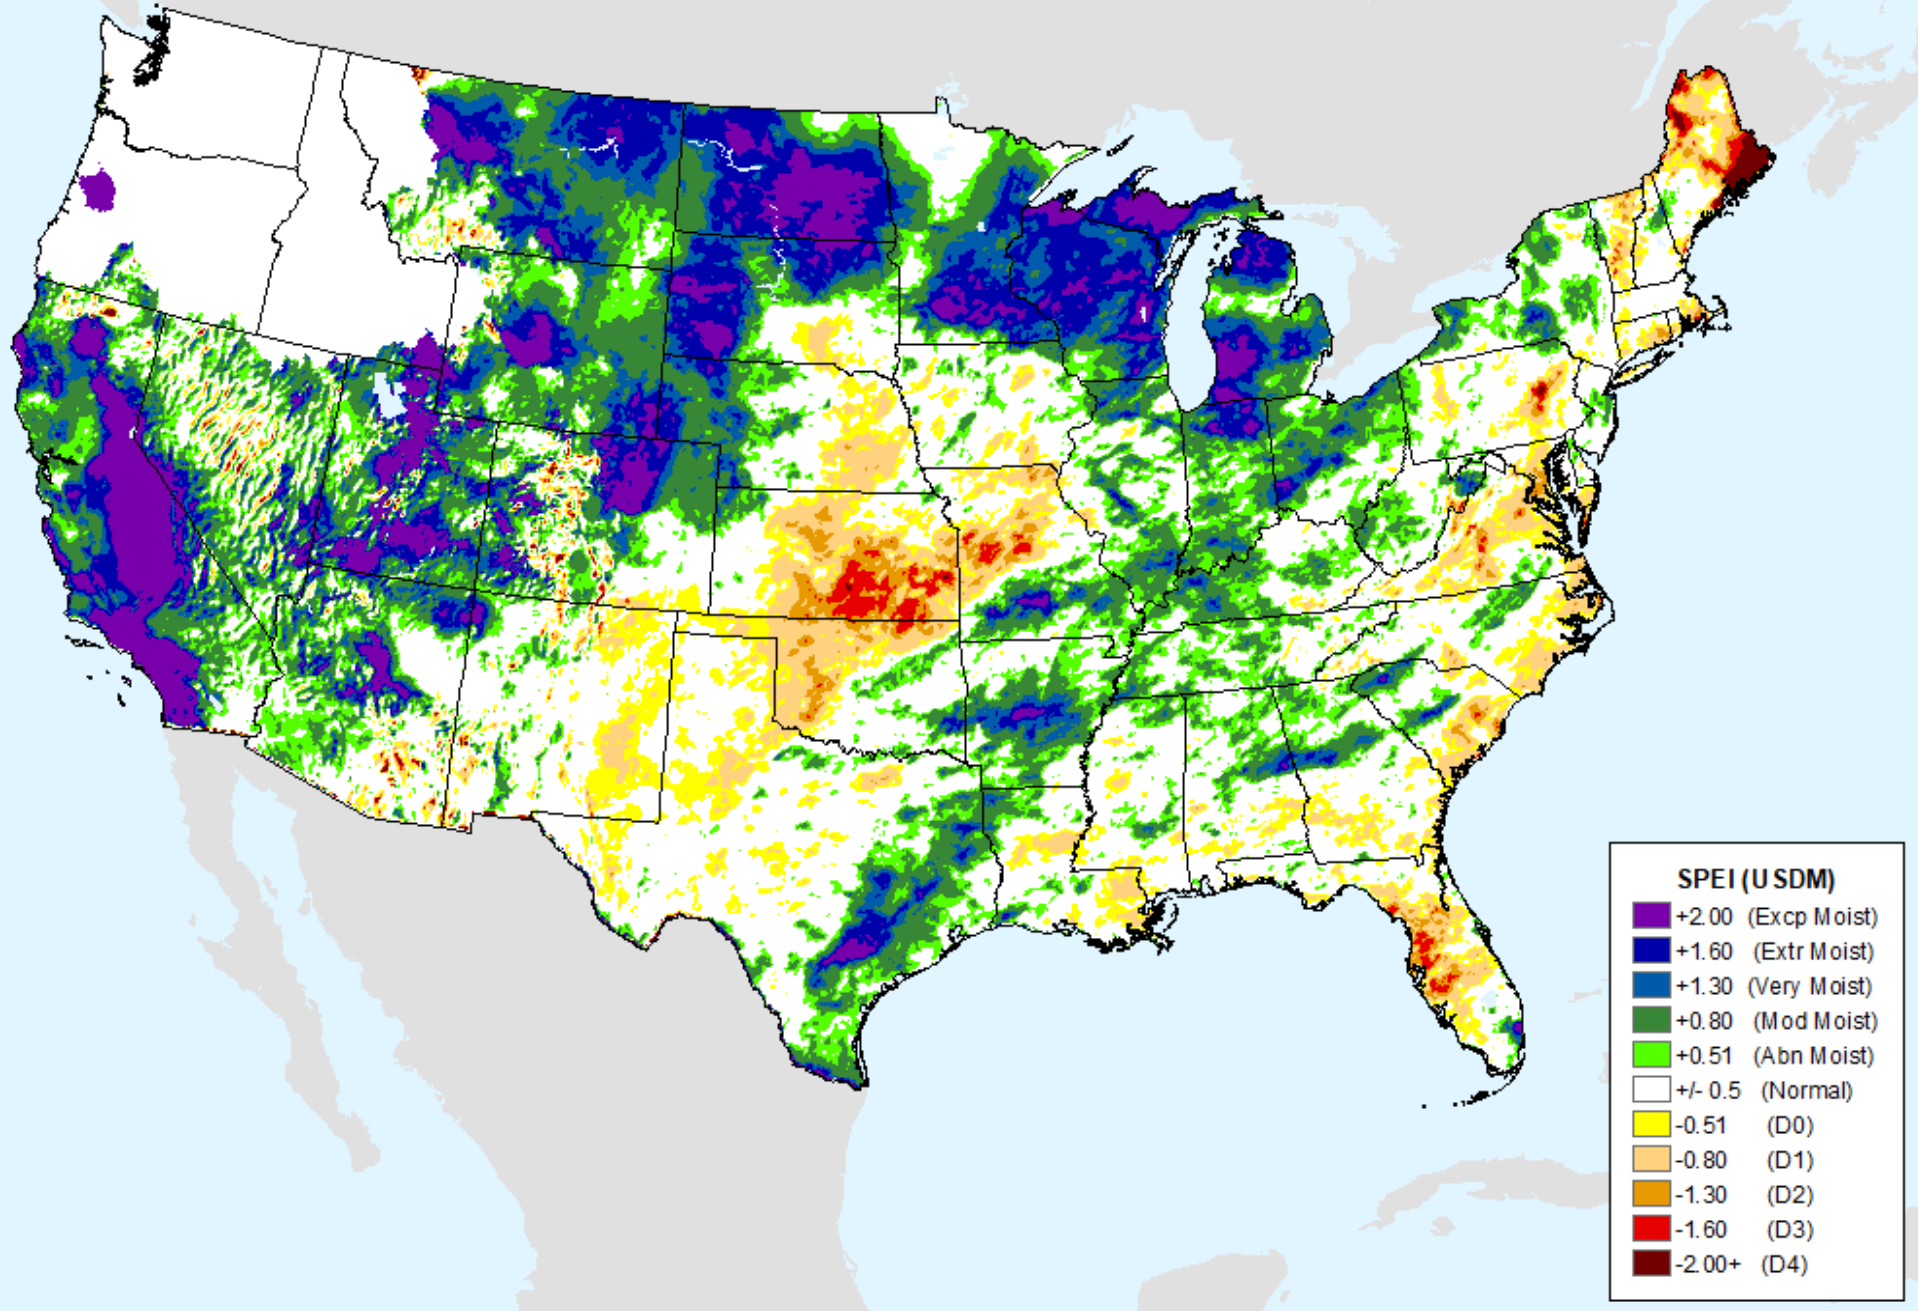 SPEI (USDM)
+2.00 (Excp Moist)
+1.60 (Extr Moist)
+1.30 (Very Moist)
+0.80 (Mod Moist)
+0.51 (Abn Moist)
+/- 0.5 (Normal)
-0.51 (D0)
-0.80 (D1)
-1.30 (D2)
-1.60 (D3)
-2.00+ (D4)